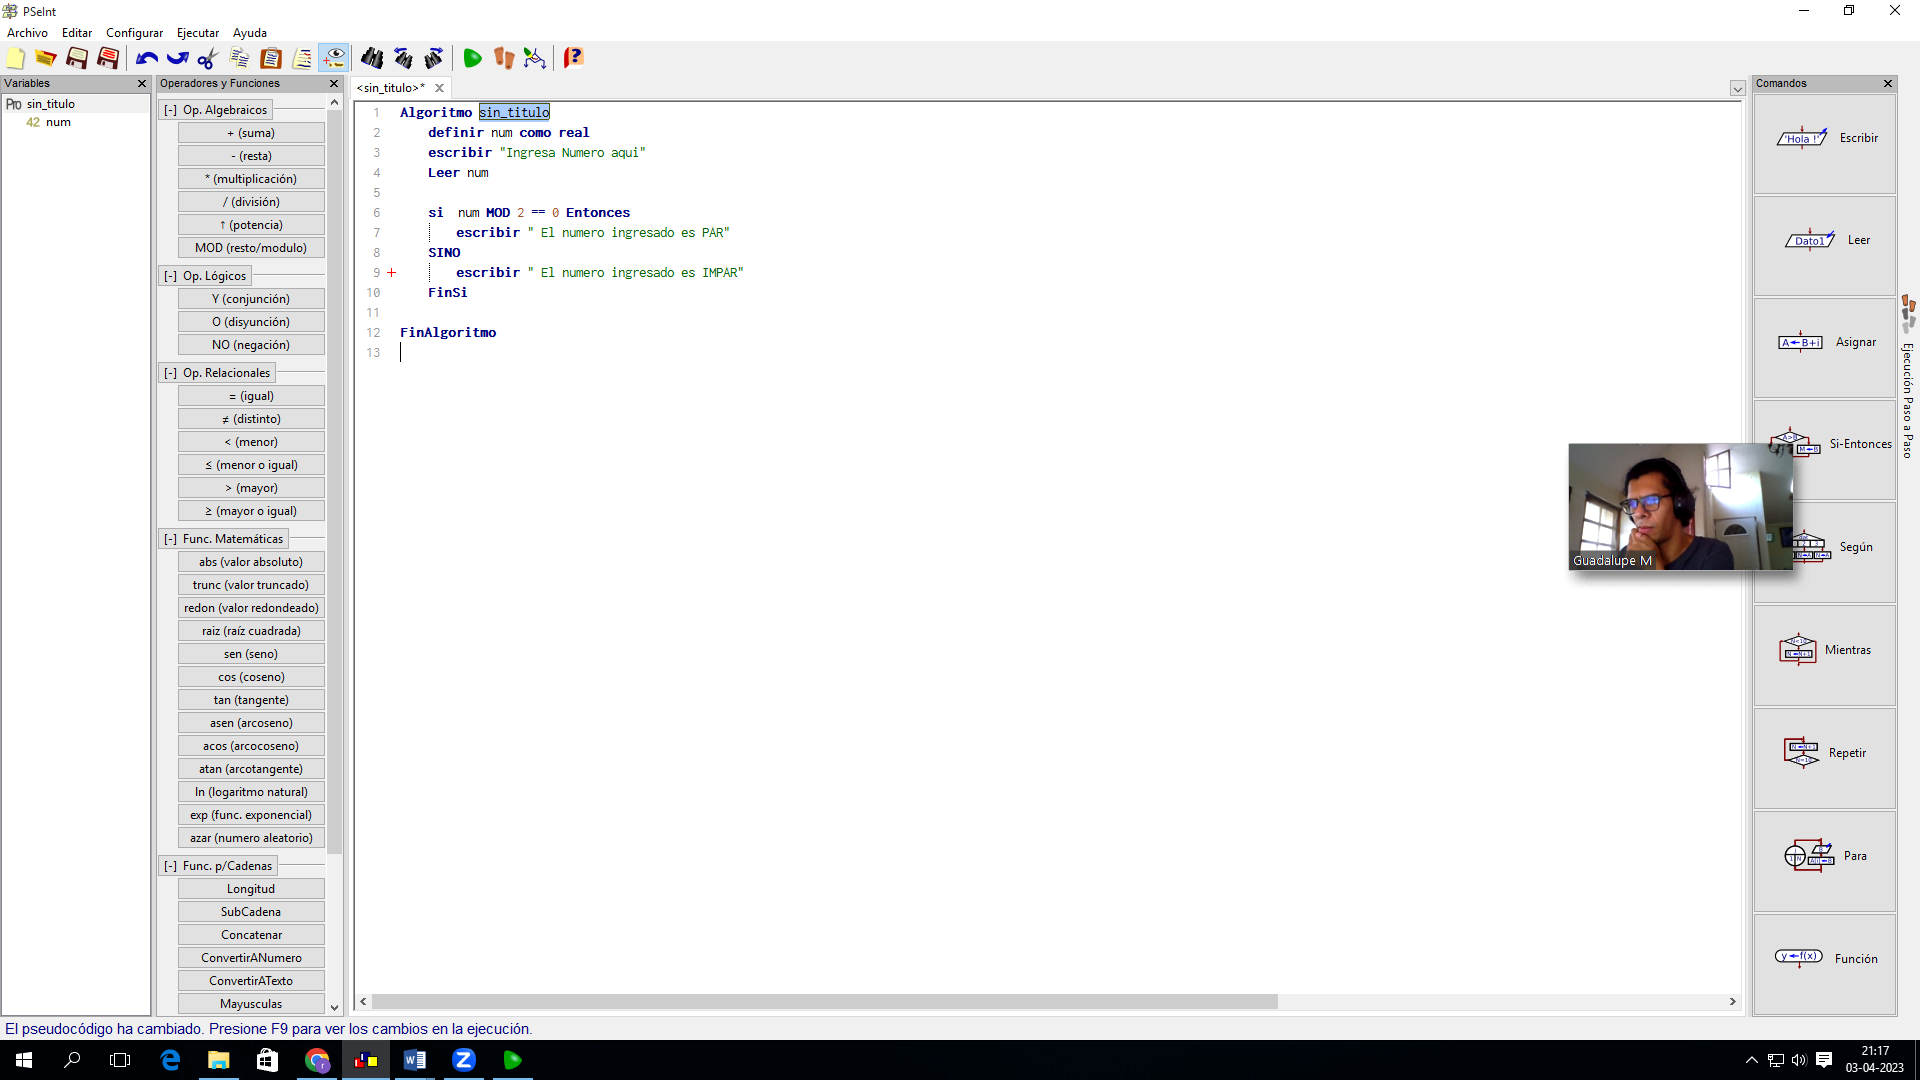 PSeInt
Archivo Editar Configurar Ejecutar Ayuda
Variables
Pro sin_titulo
42 num
Operadores y Funciones
[-] Op. Algebraicos
+ (suma)
- (resta)
* (multiplicación)
/ (división)
↑ (potencia)
MOD (resto/modulo)
[-] Op. Lógicos
Y (conjunción)
O (disyunción)
NO (negación)
[-] Op. Relacionales
= (igual)
≠ (distinto)
< (menor)
≤ (menor o igual)
> (mayor)
≥ (mayor o igual)
[-] Func. Matemáticas
abs (valor absoluto)
trunc (valor truncado)
redon (valor redondeado)
raiz (raíz cuadrada)
sen (seno)
cos (coseno)
tan (tangente)
asen (arcoseno)
acos (arcocoseno)
atan (arcotangente)
ln (logaritmo natural)
exp (func. exponencial)
azar (numero aleatorio)
[-] Func. p/Cadenas
Longitud
SubCadena
Concatenar
ConvertirANumero
ConvertirATexto
Mayusculas
<sin_titulo>*
1 Algoritmo sin_titulo
2 definir num como real
3 escribir "Ingresa Numero aqui"
4 Leer num
5
6 si num MOD 2 == 0 Entonces
7 escribir " El numero ingresado es PAR"
8 SINO
9 + escribir " El numero ingresado es IMPAR"
10 FinSi
11
12 FinAlgoritmo
13
Guadalupe M
Comandos
'Hola !' Escribir
Dato1 Leer
A←B+i Asignar
A>B M←B Si-Entonces
Según
Mientras
Repetir
Para
y←f(x) Función
Ejecución Paso a Paso
El pseudocódigo ha cambiado. Presione F9 para ver los cambios en la ejecución.
21:17
03-04-2023